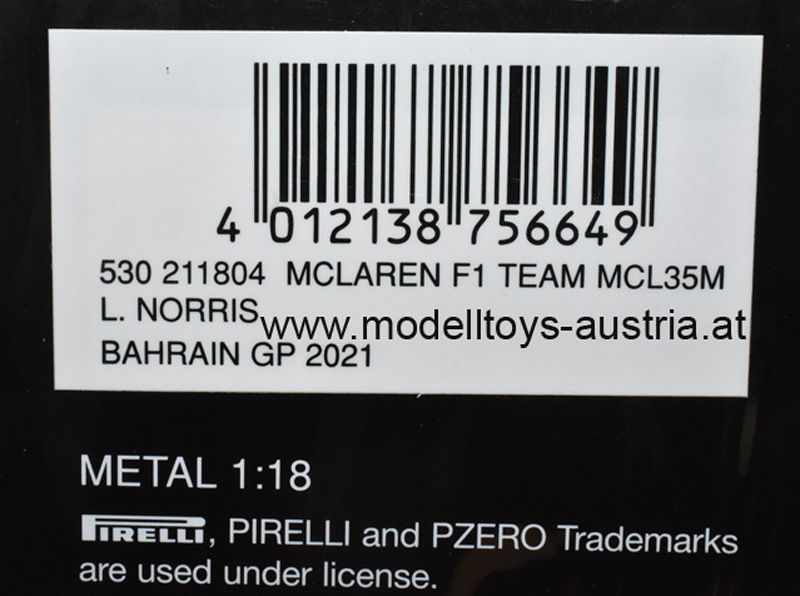 4 012138 756649
530 211804 MCLAREN F1 TEAM MCL35M
L. NORRIS
www.modelltoys-austria.at
BAHRAIN GP 2021
METAL 1:18
PIRELLI, PIRELLI and PZERO Trademarks
are used under license.